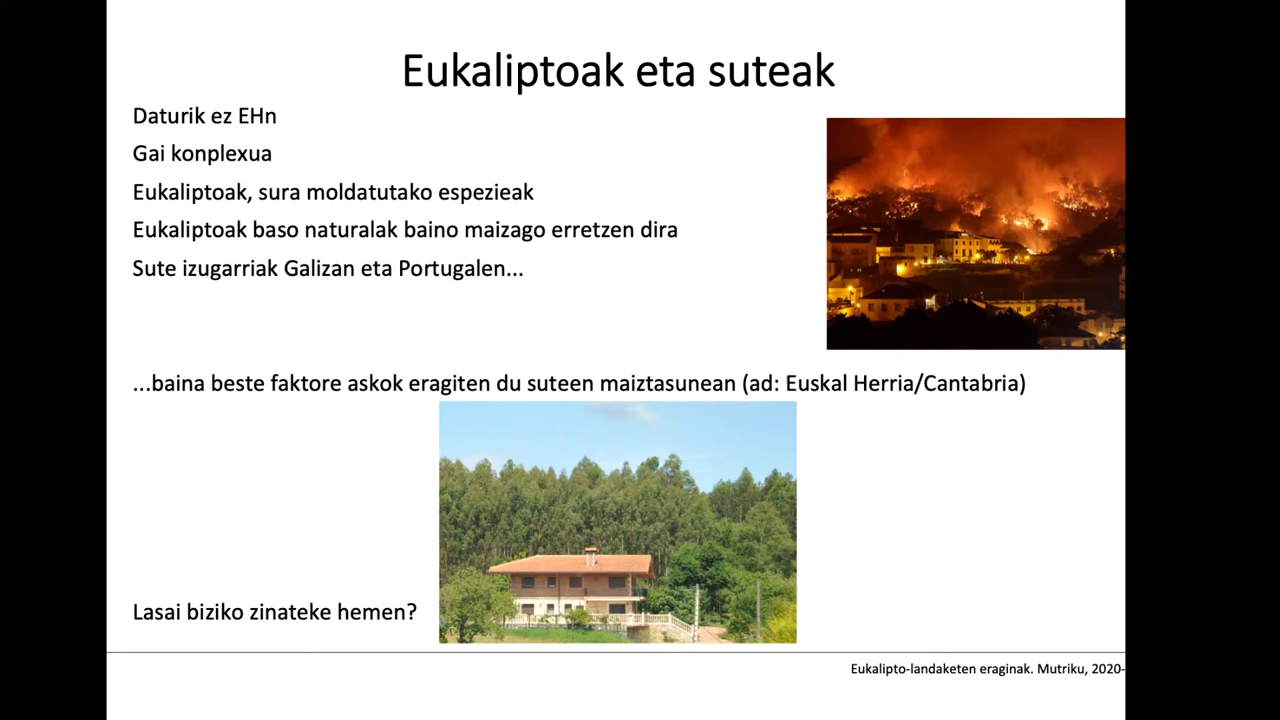 Eukaliptoak eta suteak
Daturik ez EHn
Gai konplexua
Eukaliptoak, sura moldatutako espezieak
Eukaliptoak baso naturalak baino maizago erretzen dira
Sute izugarriak Galizan eta Portugalen...
...baina beste faktore askok eragiten du suteen maiztasunean (ad: Euskal Herria/Cantabria)
Lasai biziko zinateke hemen?
Eukalipto-landaketen eraginak. Mutriku, 2020-